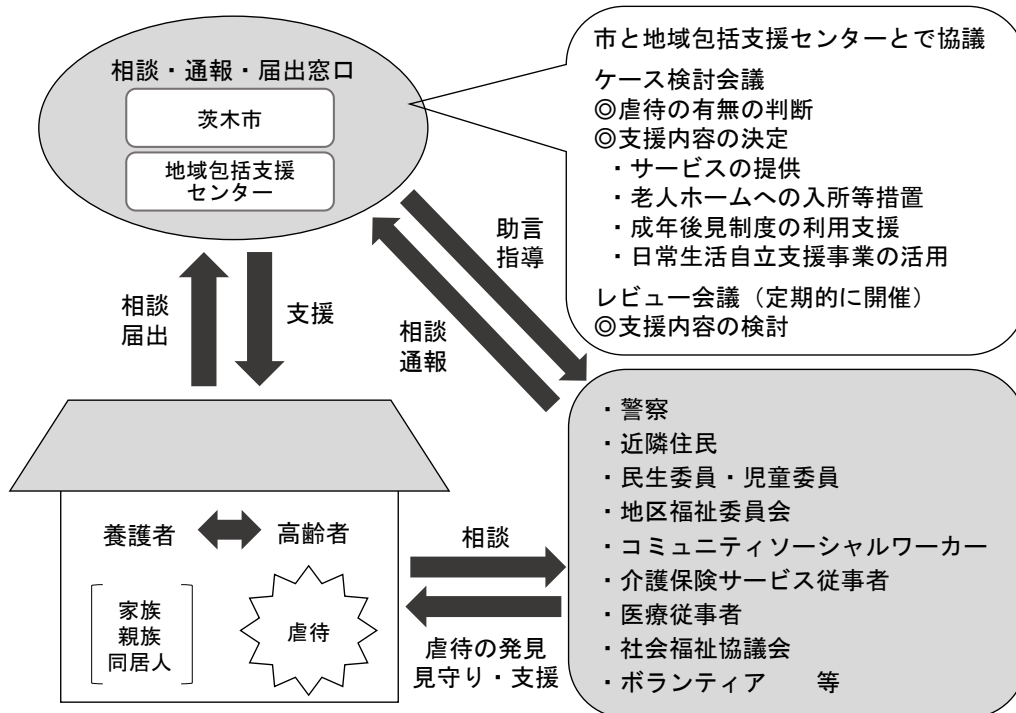 相談・通報・届出窓口
茨木市
地域包括支援
センター
市と地域包括支援センターとで協議
ケース検討会議
◎虐待の有無の判断
◎支援内容の決定
・サービスの提供
・老人ホームへの入所等措置
・成年後見制度の利用支援
・日常生活自立支援事業の活用
レビュー会議（定期的に開催）
◎支援内容の検討
相談
届出
支援
助言
指導
相談
通報
養護者
高齢者
家族
親族
同居人
虐待
相談
虐待の発見
見守り・支援
・警察
・近隣住民
・民生委員・児童委員
・地区福祉委員会
・コミュニティソーシャルワーカー
・介護保険サービス従事者
・医療従事者
・社会福祉協議会
・ボランティア　　等